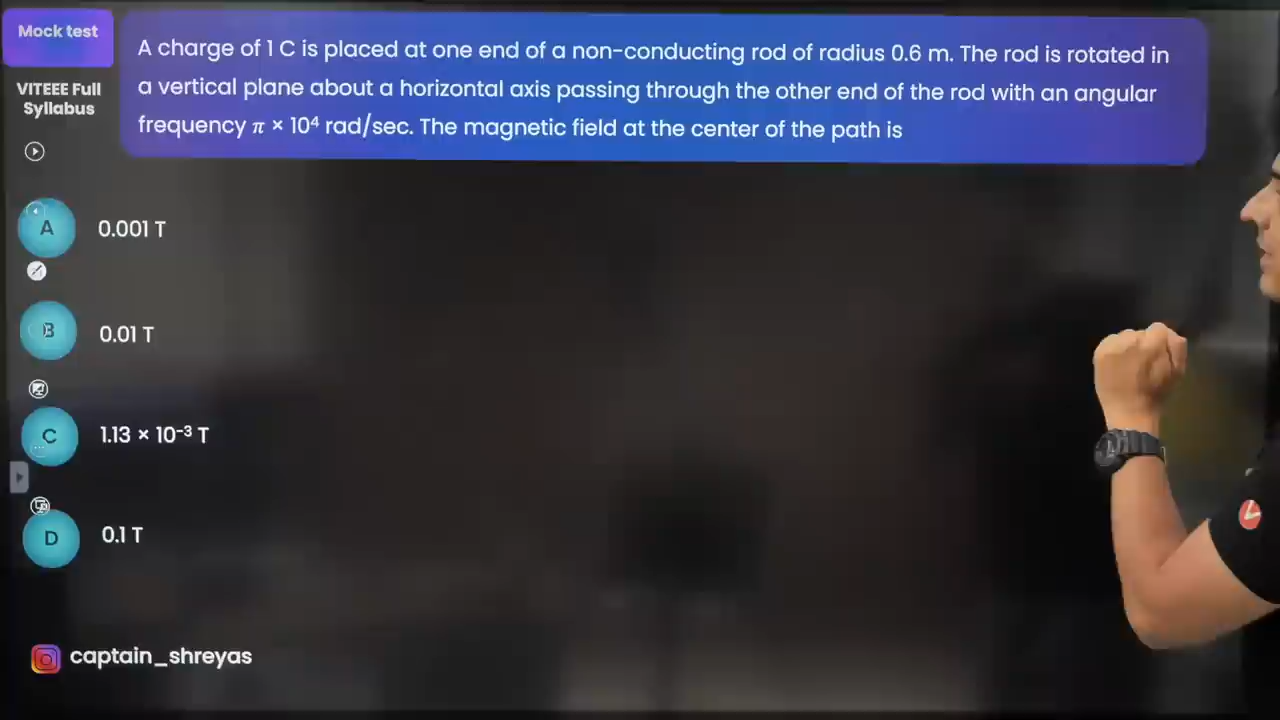 Mock test
VITEEE Full
Syllabus
A charge of 1 C is placed at one end of a non-conducting rod of radius 0.6 m. The rod is rotated in
a vertical plane about a horizontal axis passing through the other end of the rod with an angular
frequency π × 10⁴ rad/sec. The magnetic field at the center of the path is
A 0.001 T
B 0.01 T
C 1.13 × 10⁻³ T
D 0.1 T
captain_shreyas